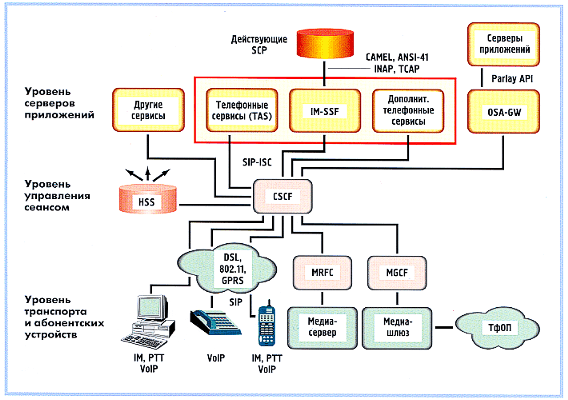 Действующие
SCP
CAMEL, ANSI-41
INAP, TCAP
Серверы
приложений
Parlay API
Уровень
серверов
приложений
Другие
сервисы
Телефонные
сервисы (TAS)
IM-SSF
Дополнит.
телефонные
сервисы
OSA-GW
SIP-ISC
Уровень
управления
сеансом
HSS
CSCF
DSL,
802.11,
GPRS
MRFC
MGCF
SIP
Уровень
транспорта
и абонентских
устройств
Медиа-
сервер
Медиа-
шлюз
ТфОП
IM, PTT
VoIP
VoIP
IM, PTT
VoIP